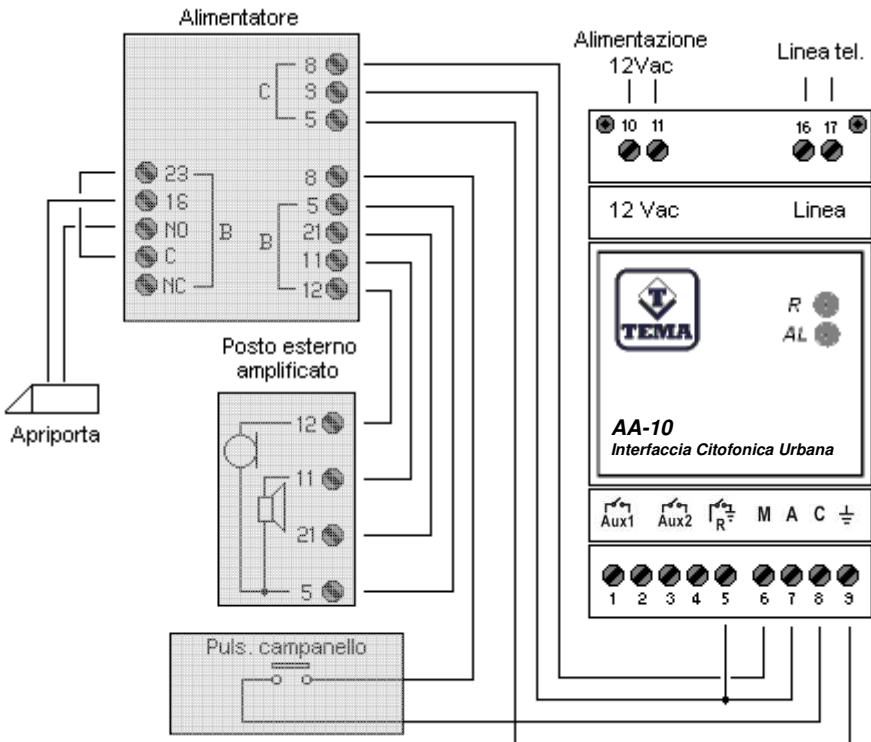 Alimentatore
8
C
3
5
23
16
NO
C
NC
B
8
5
B
21
11
12
Apriporta
Posto esterno
amplificato
12
11
21
5
Puls. campanello
Alimentazione
12Vac
Linea tel.
10 11
16 17
12 Vac
Linea
T
TEMA
R
AL
AA-10
Interfaccia Citofonica Urbana
Aux1 Aux2 R M A C
1 2 3 4 5 6 7 8 9